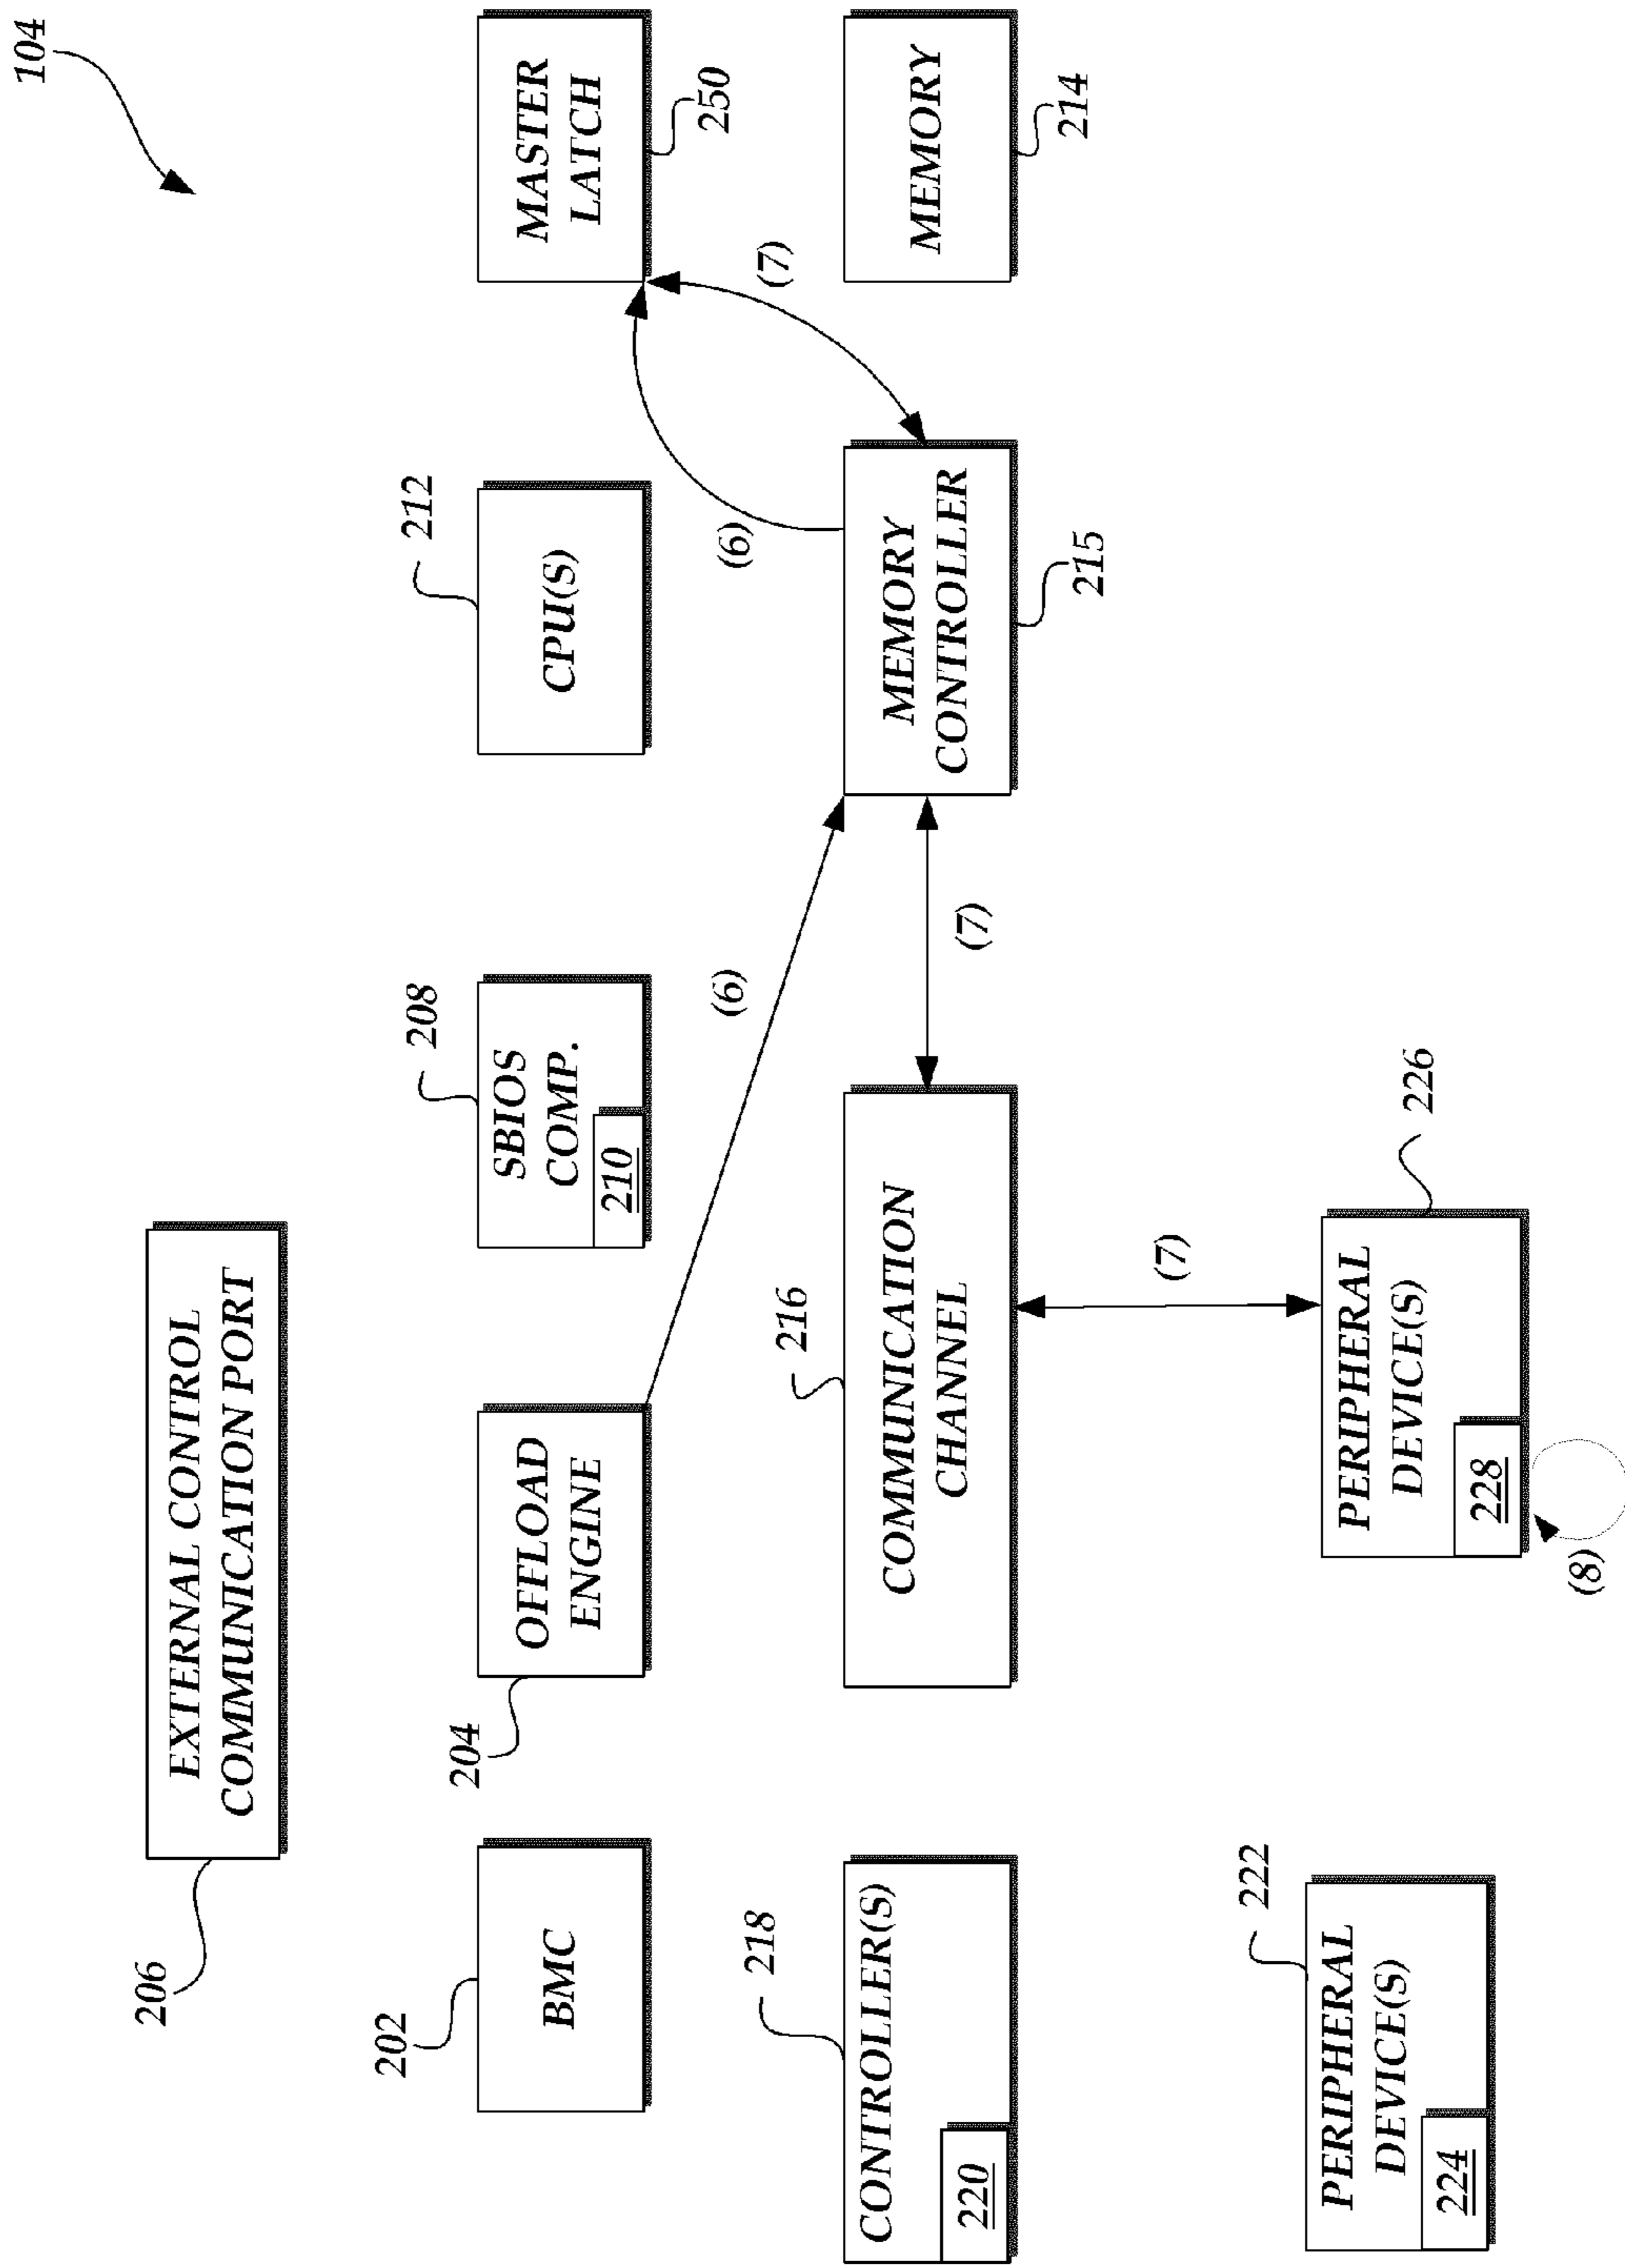 104
EXTERNAL CONTROL
COMMUNICATION PORT
206
202
BMC
204
OFFLOAD
ENGINE
208
SBIOS
COMP.
210
212
CPU(S)
MASTER
LATCH
250
(6)
(6)
(7)
218
CONTROLLER(S)
220
216
COMMUNICATION
CHANNEL
(7)
MEMORY
CONTROLLER
215
MEMORY
214
(7)
222
PERIPHERAL
DEVICE(S)
224
226
PERIPHERAL
DEVICE(S)
228
(8)